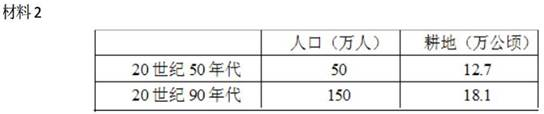 材料2
人口（万人） 耕地（万公顷）
20世纪50年代 50 12.7
20世纪90年代 150 18.1